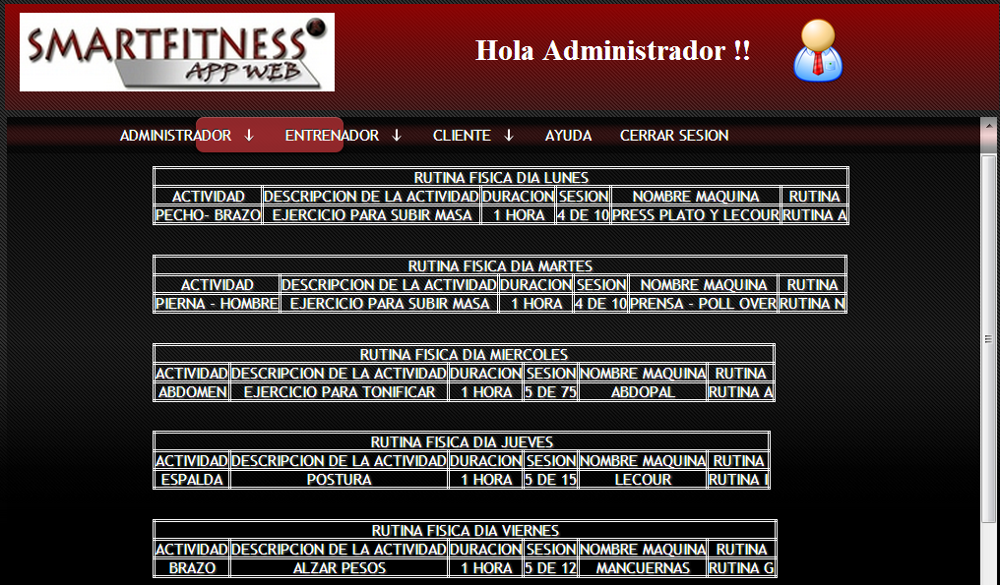 SMARTFITNESS
APP WEB
Hola Administrador !!
ADMINISTRADOR ↓ ENTRENADOR ↓ CLIENTE ↓ AYUDA CERRAR SESION
RUTINA FISICA DIA LUNES
ACTIVIDAD DESCRIPCION DE LA ACTIVIDAD DURACION SESION NOMBRE MAQUINA RUTINA
PECHO- BRAZO EJERCICIO PARA SUBIR MASA 1 HORA 4 DE 10 PRESS PLATO Y LECOUR RUTINA A
RUTINA FISICA DIA MARTES
ACTIVIDAD DESCRIPCION DE LA ACTIVIDAD DURACION SESION NOMBRE MAQUINA RUTINA
PIERNA - HOMBRE EJERCICIO PARA SUBIR MASA 1 HORA 4 DE 10 PRENSA - POLL OVER RUTINA N
RUTINA FISICA DIA MIERCOLES
ACTIVIDAD DESCRIPCION DE LA ACTIVIDAD DURACION SESION NOMBRE MAQUINA RUTINA
ABDOMEN EJERCICIO PARA TONIFICAR 1 HORA 5 DE 75 ABDOPAL RUTINA A
RUTINA FISICA DIA JUEVES
ACTIVIDAD DESCRIPCION DE LA ACTIVIDAD DURACION SESION NOMBRE MAQUINA RUTINA
ESPALDA POSTURA 1 HORA 5 DE 15 LECOUR RUTINA I
RUTINA FISICA DIA VIERNES
ACTIVIDAD DESCRIPCION DE LA ACTIVIDAD DURACION SESION NOMBRE MAQUINA RUTINA
BRAZO ALZAR PESOS 1 HORA 5 DE 12 MANCUERNAS RUTINA G